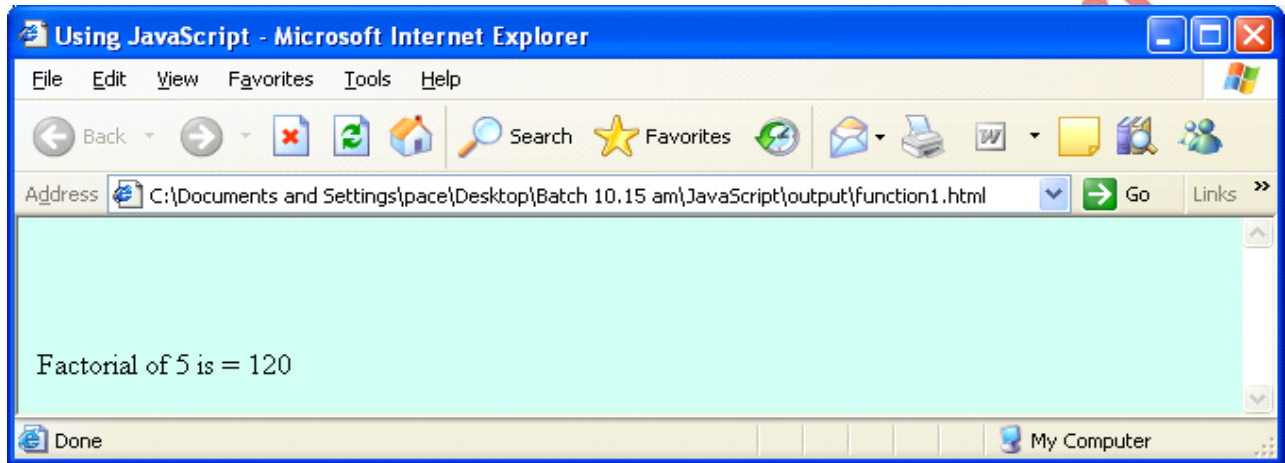 Using JavaScript - Microsoft Internet Explorer
File Edit View Favorites Tools Help
Back Search Favorites W
Address C:\Documents and Settings\pace\Desktop\Batch 10.15 am\JavaScript\output\function1.html Go Links »
Factorial of 5 is = 120
Done My Computer